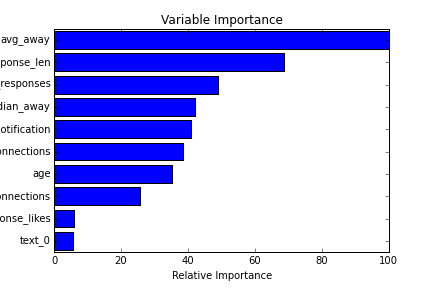 Variable Importance
avg_away
ponse_len
_responses
dian_away
otification
onnections
age
onnections
onse_likes
text_0
0 20 40 60 80 100
Relative Importance